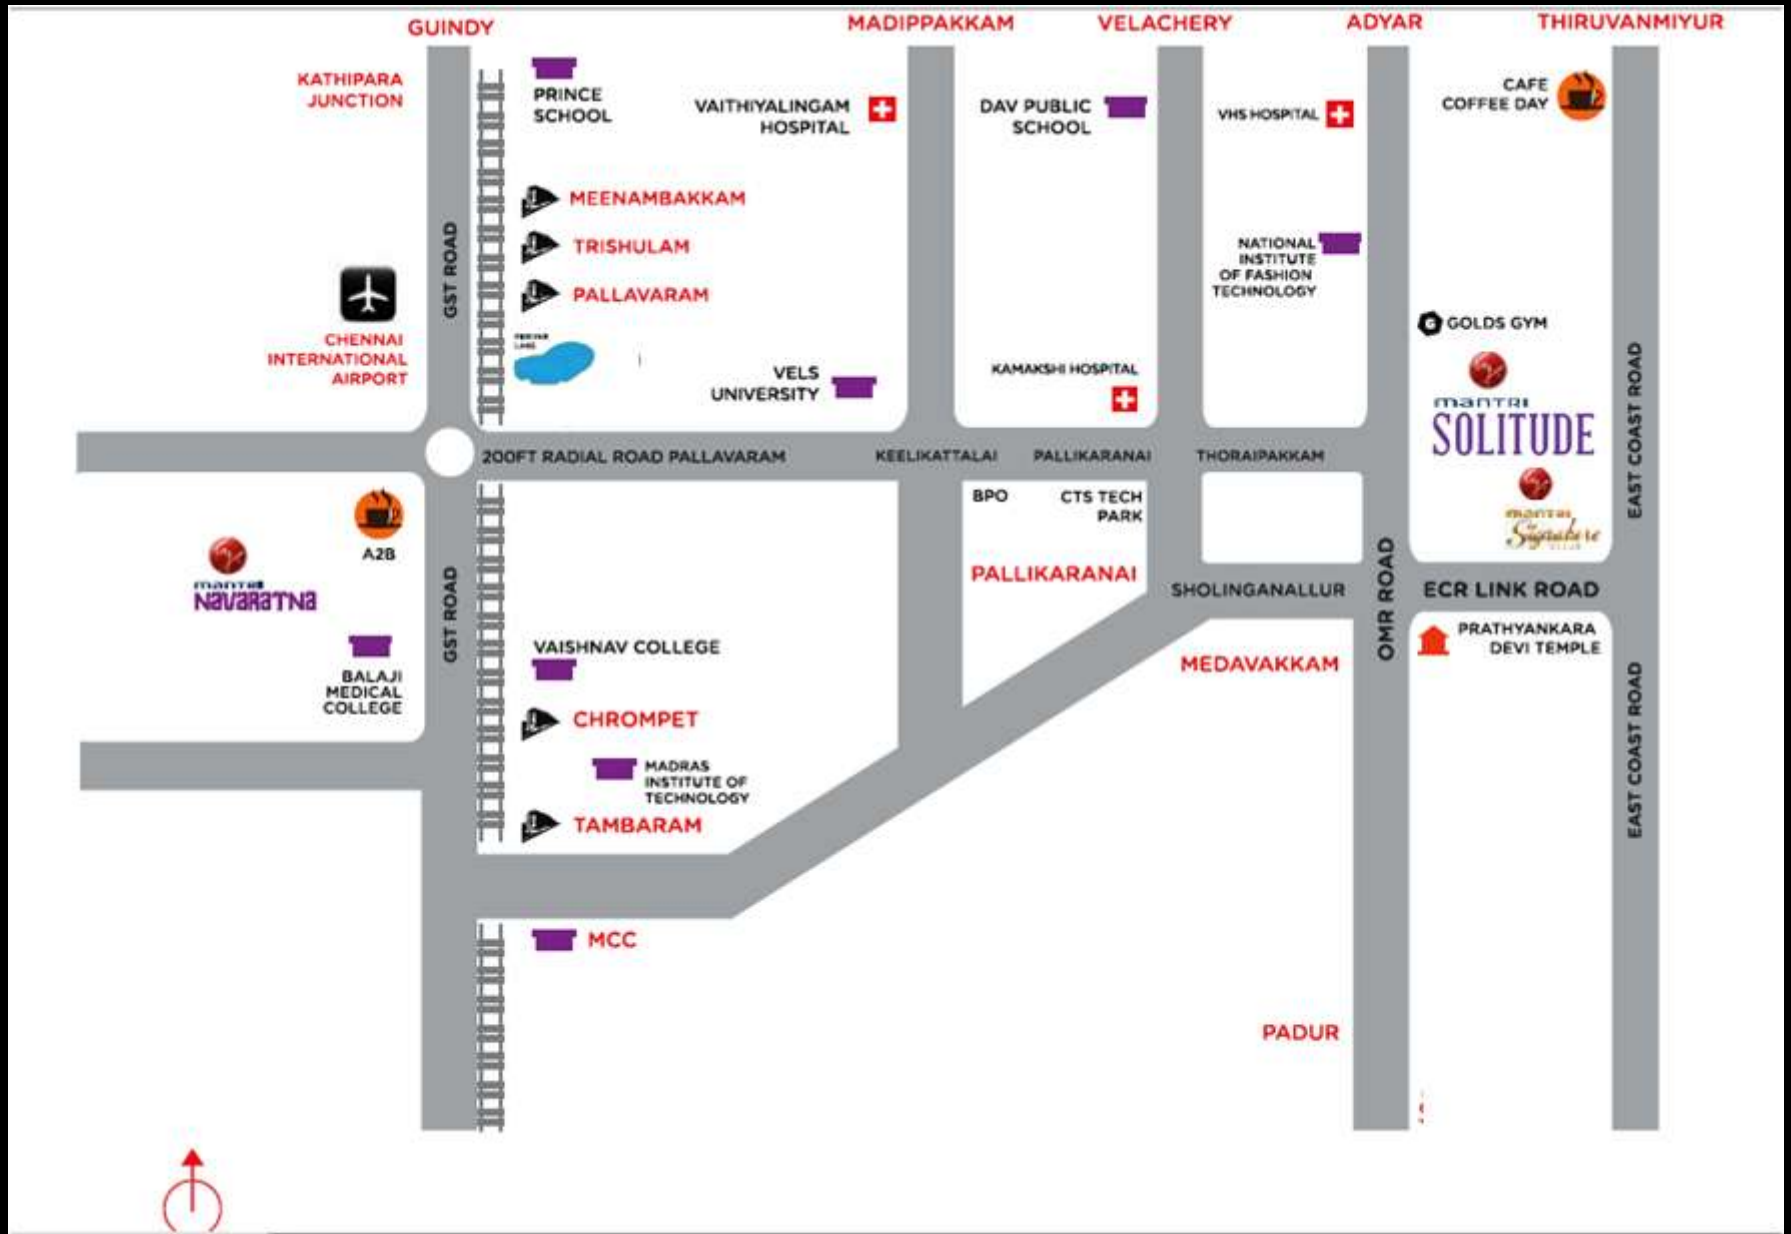 GUINDY
MADIPPAKKAM
VELACHERY
ADYAR
THIRUVANMIYUR
KATHIPARA
JUNCTION
PRINCE
SCHOOL
VAITHIYALINGAM
HOSPITAL
DAV PUBLIC
SCHOOL
VHS HOSPITAL
CAFE
COFFEE DAY
MEENAMBAKKAM
TRISHULAM
PALLAVARAM
GST ROAD
NATIONAL
INSTITUTE
OF FASHION
TECHNOLOGY
CHENNAI
INTERNATIONAL
AIRPORT
VELS
UNIVERSITY
KAMAKSHI HOSPITAL
G GOLDS GYM
mantri
SOLITUDE
EAST COAST ROAD
200FT RADIAL ROAD PALLAVARAM
KEELIKATTALAI
PALLIKARANAI
THORAIPAKKAM
mantri
Signature
A2B
BPO
CTS TECH
PARK
mantri
NAVARATNA
PALLIKARANAI
GST ROAD
SHOLINGANALLUR
OMR ROAD
ECR LINK ROAD
BALAJI
MEDICAL
COLLEGE
VAISHNAV COLLEGE
MEDAVAKKAM
PRATHYANKARA
DEVI TEMPLE
EAST COAST ROAD
CHROMPET
MADRAS
INSTITUTE OF
TECHNOLOGY
TAMBARAM
MCC
PADUR